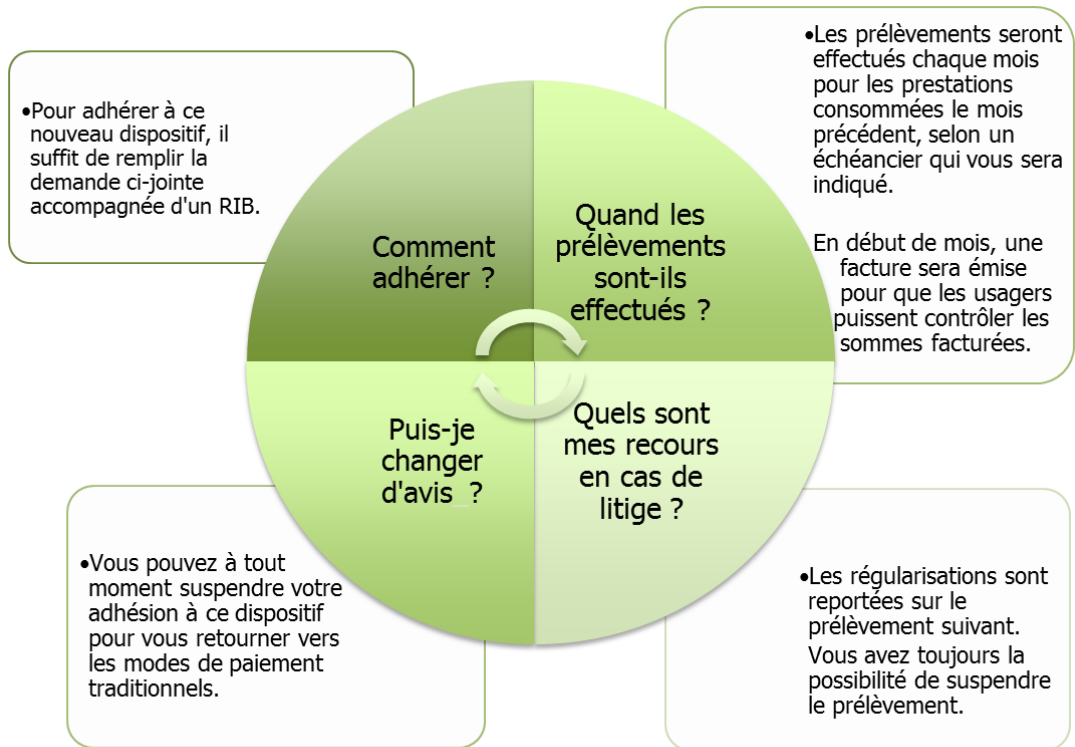 •Pour adhérer à ce
nouveau dispositif, il
suffit de remplir la
demande ci-jointe
accompagnée d'un RIB.
Comment
adhérer ?
•Les prélèvements seront
effectués chaque mois
pour les prestations
consommées le mois
précédent, selon un
échéancier qui vous sera
indiqué.
En début de mois, une
facture sera émise
pour que les usagers
puissent contrôler les
sommes facturées.
Quand les
prélèvements
sont-ils
effectués ?
Puis-je
changer
d'avis_?
•Vous pouvez à tout
moment suspendre votre
adhésion à ce dispositif
pour vous retourner vers
les modes de paiement
traditionnels.
Quels sont
mes recours
en cas de
litige ?
•Les régularisations sont
reportées sur le
prélèvement suivant.
Vous avez toujours la
possibilité de suspendre
le prélèvement.